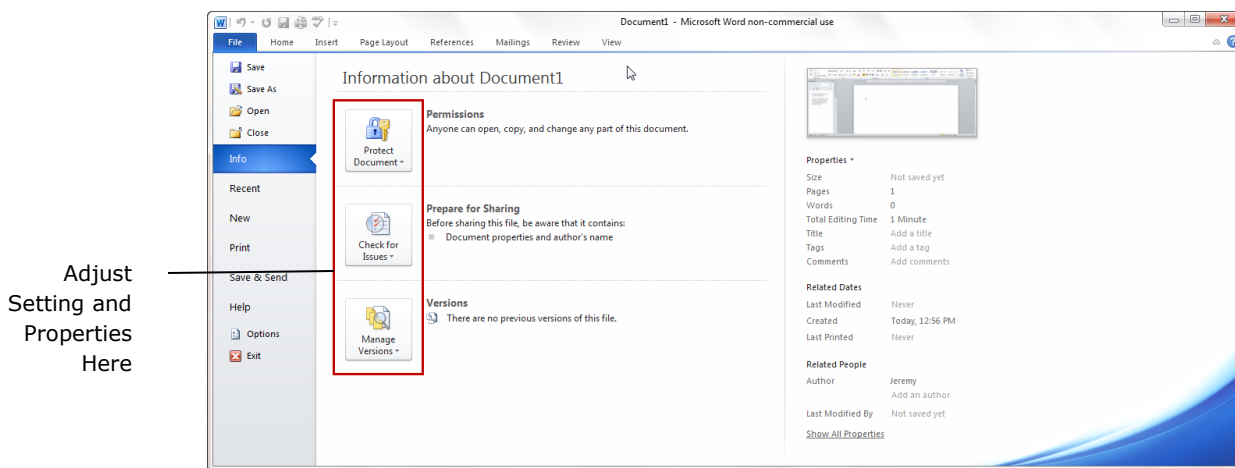 Document1 - Microsoft Word non-commercial use
File Home Insert Page Layout References Mailings Review View
Save
Save As
Open
Close
Info
Recent
New
Print
Save & Send
Help
Options
Exit
Adjust
Setting and
Properties
Here
Information about Document1
Protect
Document
Permissions
Anyone can open, copy, and change any part of this document.
Check for
Issues
Prepare for Sharing
Before sharing this file, be aware that it contains:
Document properties and author's name
Manage
Versions
Versions
There are no previous versions of this file.
Properties
Size Not saved yet
Pages 1
Words 0
Total Editing Time 1 Minute
Title Add a title
Tags Add a tag
Comments Add comments
Related Dates
Last Modified Never
Created Today, 12:56 PM
Last Printed Never
Related People
Author Jeremy
Add an author
Last Modified By Not saved yet
Show All Properties